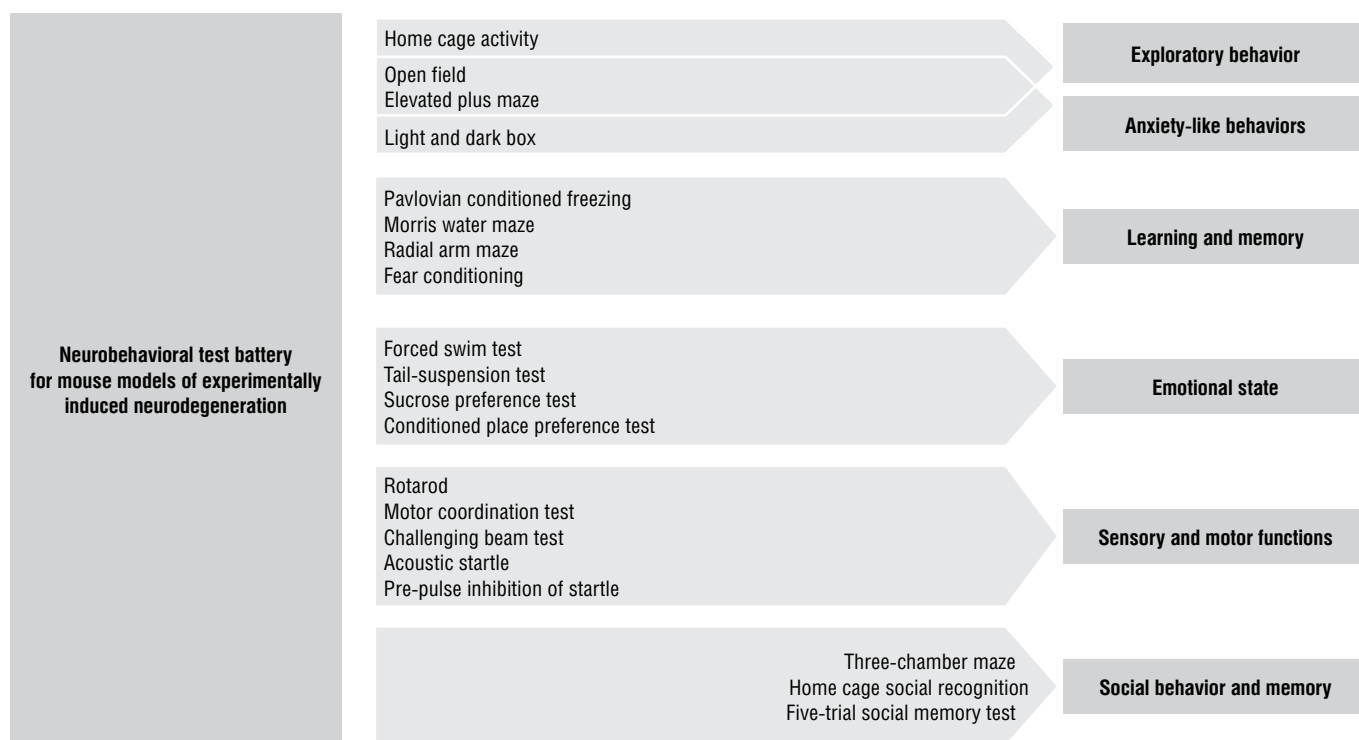 Neurobehavioral test battery
for mouse models of experimentally
induced neurodegeneration
Home cage activity
Open field
Elevated plus maze
Light and dark box
Exploratory behavior
Anxiety-like behaviors
Pavlovian conditioned freezing
Morris water maze
Radial arm maze
Fear conditioning
Learning and memory
Forced swim test
Tail-suspension test
Sucrose preference test
Conditioned place preference test
Emotional state
Rotarod
Motor coordination test
Challenging beam test
Acoustic startle
Pre-pulse inhibition of startle
Sensory and motor functions
Three-chamber maze
Home cage social recognition
Five-trial social memory test
Social behavior and memory